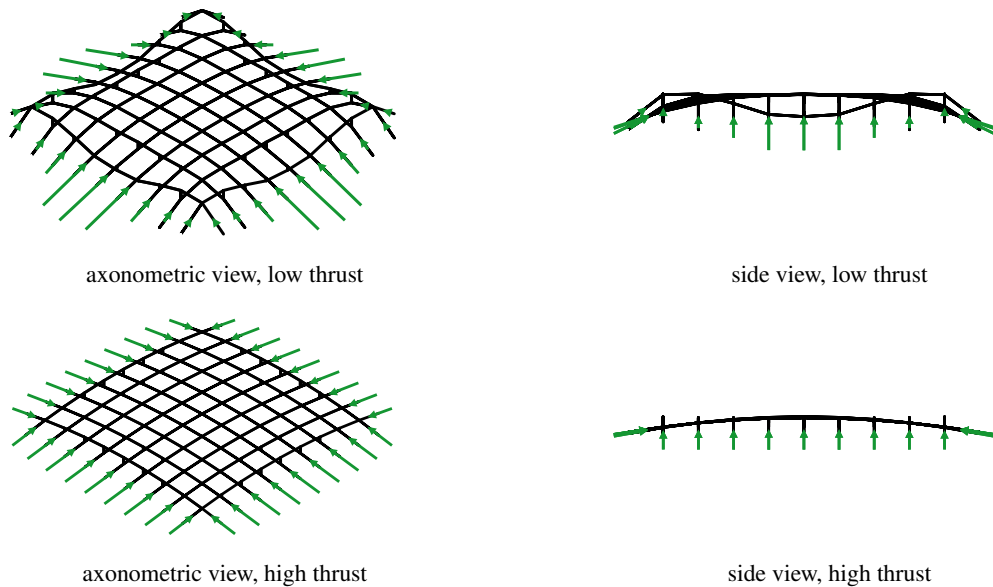 axonometric view, low thrust
side view, low thrust
axonometric view, high thrust
side view, high thrust